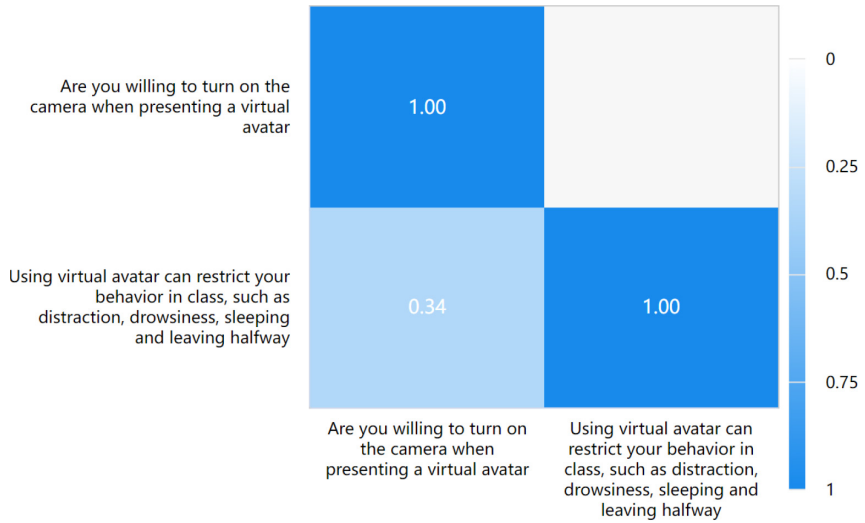 Are you willing to turn on the
camera when presenting a virtual
avatar
1.00
0
0.25
Using virtual avatar can restrict your
behavior in class, such as
distraction, drowsiness, sleeping
and leaving halfway
0.34
1.00
0.5
0.75
1
Are you willing to turn on
the camera when
presenting a virtual avatar
Using virtual avatar can
restrict your behavior in
class, such as distraction,
drowsiness, sleeping and
leaving halfway